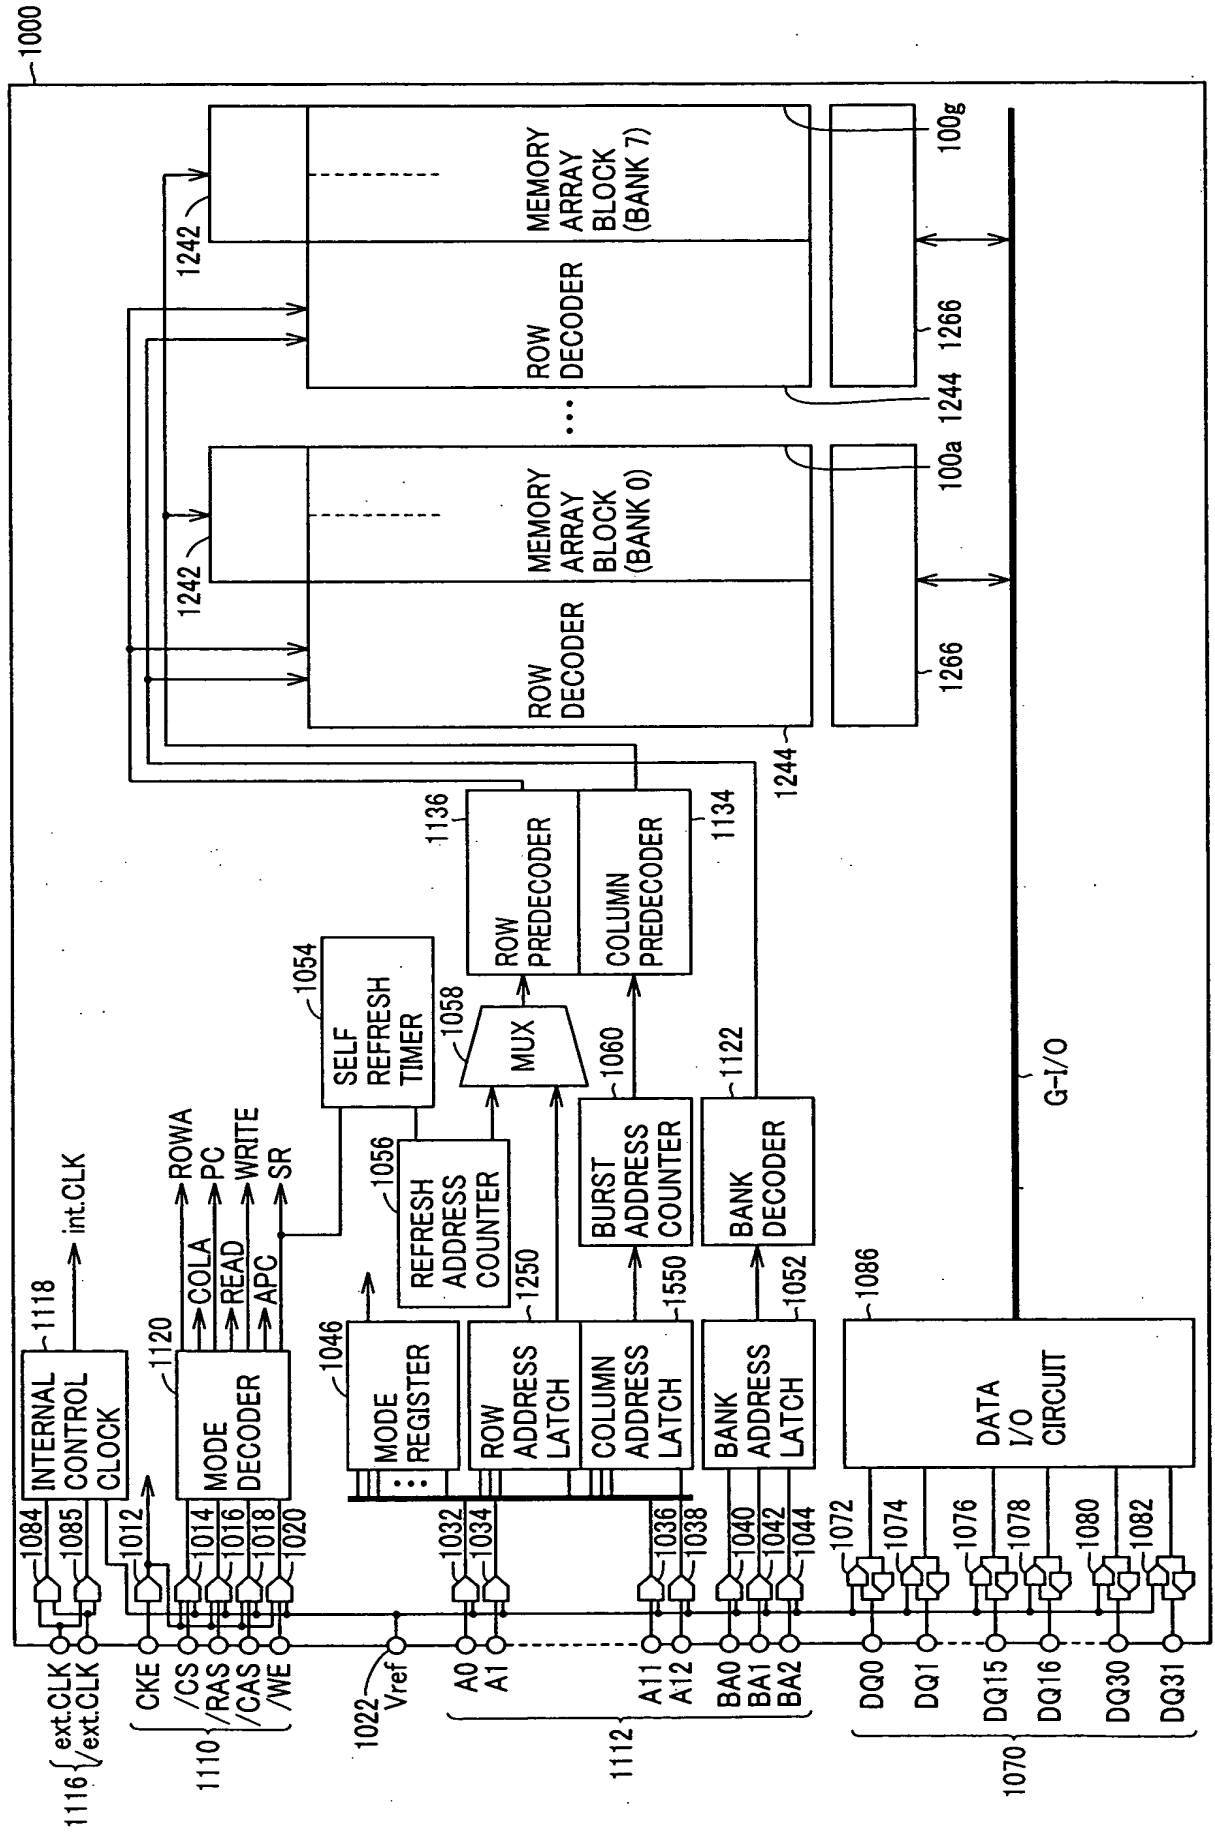 1000
1116
ext.CLK
/ext.CLK
1084
1085
INTERNAL
CONTROL
CLOCK
1118
int.CLK
1110
CKE
/CS
/RAS
/CAS
/WE
1012
1014
1016
1018
1020
MODE
DECODER
1120
ROWA
COLA
PC
READ
WRITE
APC
SR
1022
Vref
SELF
REFRESH
TIMER
1054
MODE
REGISTER
1046
REFRESH
ADDRESS
COUNTER
1056
1112
A0
A1
A11
A12
BA0
BA1
BA2
1032
1034
1036
1038
1040
1042
1044
ROW
ADDRESS
LATCH
1250
COLUMN
ADDRESS
LATCH
1550
BANK
ADDRESS
LATCH
1052
MUX
1058
BURST
ADDRESS
COUNTER
1060
BANK
DECODER
1122
ROW
PREDECODER
1136
COLUMN
PREDECODER
1134
1242
ROW
DECODER
1244
MEMORY
ARRAY
BLOCK
(BANK 0)
100a
1266
...
1242
ROW
DECODER
1244
MEMORY
ARRAY
BLOCK
(BANK 7)
100g
1266
1070
DQ0
DQ1
DQ15
DQ16
DQ30
DQ31
1072
1074
1076
1078
1080
1082
DATA
I/O
CIRCUIT
1086
G-I/O